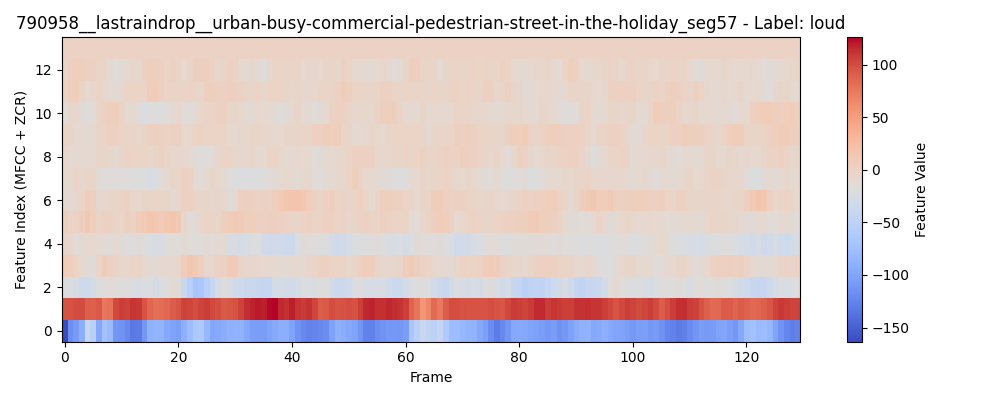 790958__lastraindrop__urban-busy-commercial-pedestrian-street-in-the-holiday_seg57 - Label: loud
Feature Index (MFCC + ZCR)
12
10
8
6
4
2
0
0 20 40 60 80 100 120
Frame
100
50
0
−50
−100
−150
Feature Value